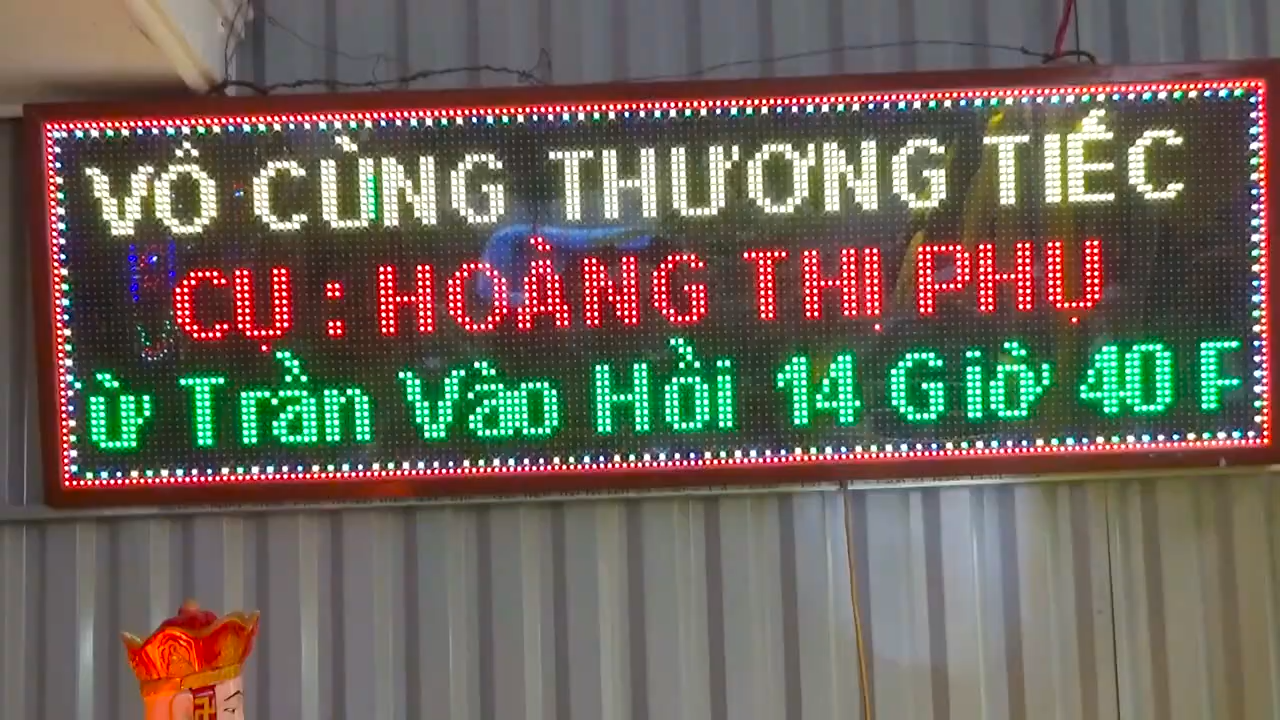 VÔ CÙNG THƯƠNG TIẾC
CỤ : HOÀNG THỊ PHỤ
ừ Trần Vào Hồi 14 Giờ 40 F